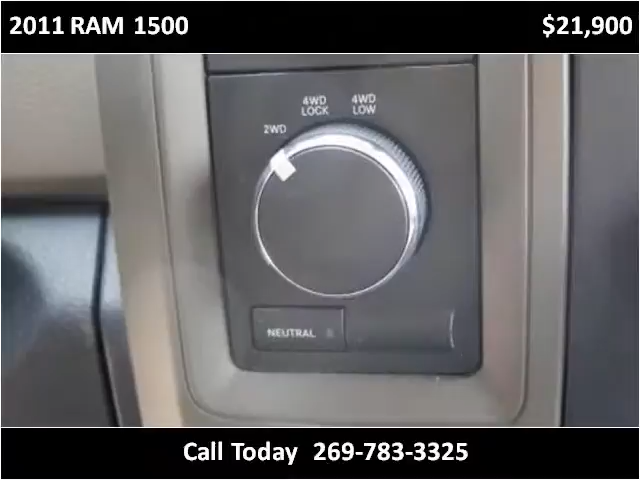 2011 RAM 1500
$21,900
4WD LOCK
4WD LOW
2WD
NEUTRAL
Call Today 269-783-3325